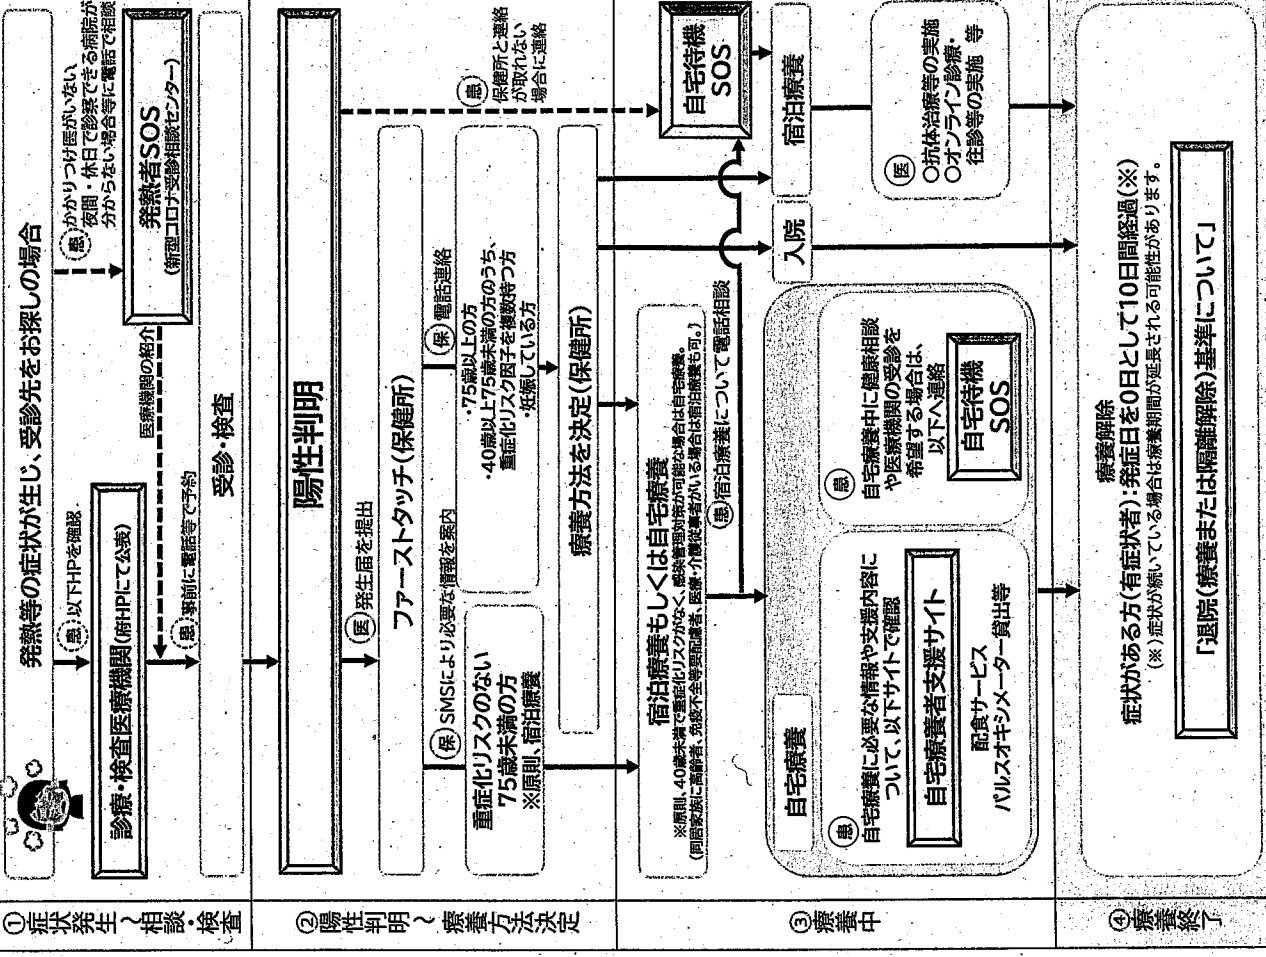 ①症状発生～相談・検査
発熱等の症状が生じ、受診先をお探しの場合
患 以下HPを確認
診療・検査医療機関(府HPにて公表)
患 かかりつけ医がいない、
夜間・休日で診察できる病院が
分からない場合等に電話で相談
発熱者SOS
(新型コロナ受診相談センター)
医療機関の紹介
患 事前に電話等で予約
受診・検査
②陽性判明～療養方法決定
陽性判明
医 発生届を提出
患 保健所と連絡
が取れない
場合に連絡
ファーストタッチ(保健所)
保 SMSにより必要な情報を案内
重症化リスクのない
75歳未満の方
※原則、宿泊療養
保 電話連絡
・75歳以上の方
・40歳以上75歳未満の方のうち、
重症化リスク因子を複数持つ方
・妊娠している方
療養方法を決定(保健所)
③療養中
宿泊療養もしくは自宅療養
※原則、40歳未満で重症化リスクがなく、感染管理対策が可能な場合は自宅療養。
(同居家族に高齢者、免疫不全等要配慮者、医療・介護従事者がいる場合は宿泊療養も可。)
患 宿泊療養について電話相談
自宅待機
SOS
自宅療養
患
自宅療養に必要な情報や支援内容に
ついて、以下サイトで確認
自宅療養者支援サイト
配食サービス
パルスオキシメーター貸出等
患
自宅療養中に健康相談
や医療機関の受診を
希望する場合は、
以下へ連絡
自宅待機
SOS
入院
宿泊療養
医
○抗体治療等の実施
○オンライン診療・
往診等の実施 等
④療養終了
療養解除
症状がある方(有症状者):発症日を0日として10日間経過(※)
(※)症状が続いている場合は療養期間が延長される可能性があります。
「退院(療養または隔離解除)基準について」